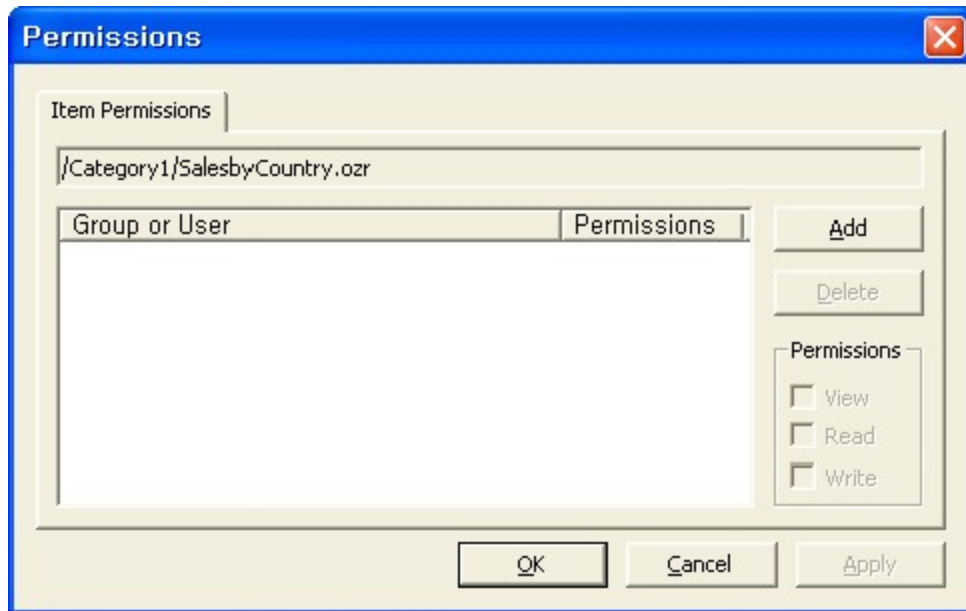 Permissions
Item Permissions
/Category1/SalesbyCountry.ozr
Group or User Permissions
Add
Delete
Permissions
View
Read
Write
OK Cancel Apply